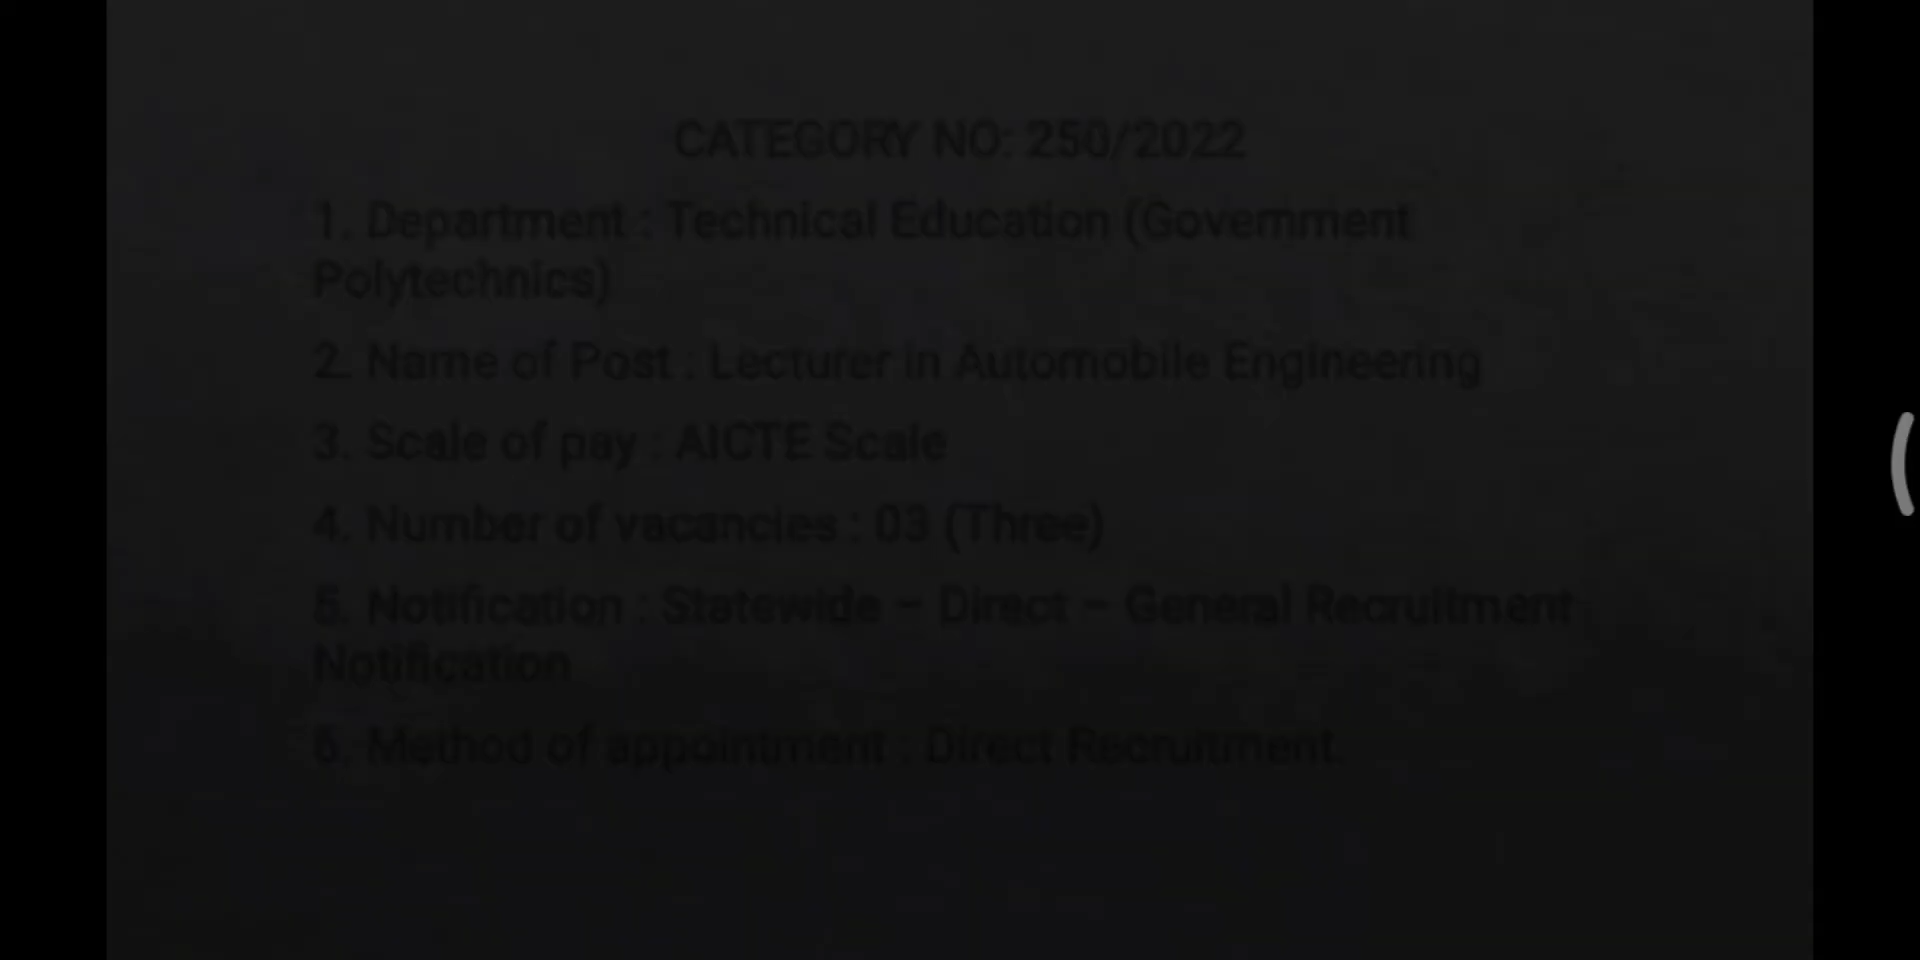 CATEGORY NO: 250/2022
1. Department : Technical Education (Government
Polytechnics)
2. Name of Post : Lecturer in Automobile Engineering
3. Scale of pay : AICTE Scale
4. Number of vacancies : 03 (Three)
5. Notification : Statewide – Direct – General Recruitment
Notification
6. Method of appointment : Direct Recruitment.